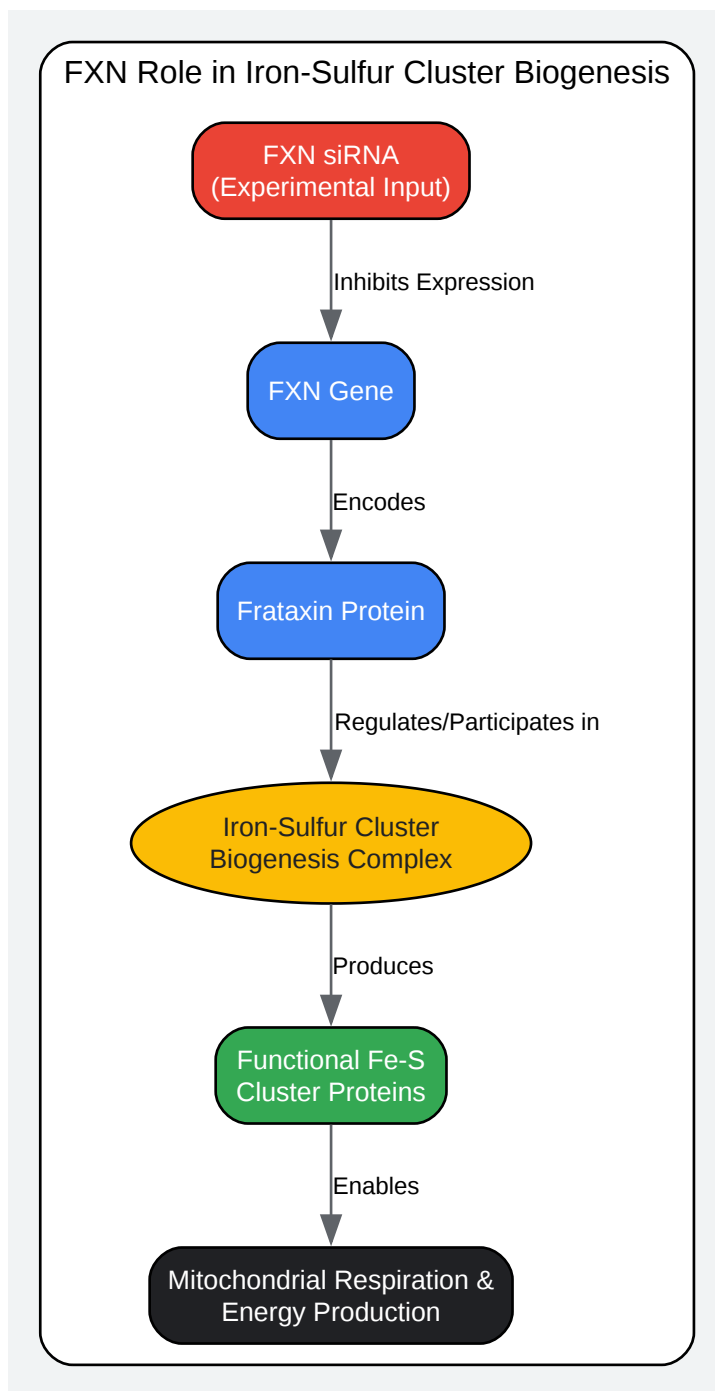 FXN Role in Iron-Sulfur Cluster Biogenesis
FXN siRNA
(Experimental Input)
Inhibits Expression
FXN Gene
Encodes
Frataxin Protein
Regulates/Participates in
Iron-Sulfur Cluster
Biogenesis Complex
Produces
Functional Fe-S
Cluster Proteins
Enables
Mitochondrial Respiration &
Energy Production